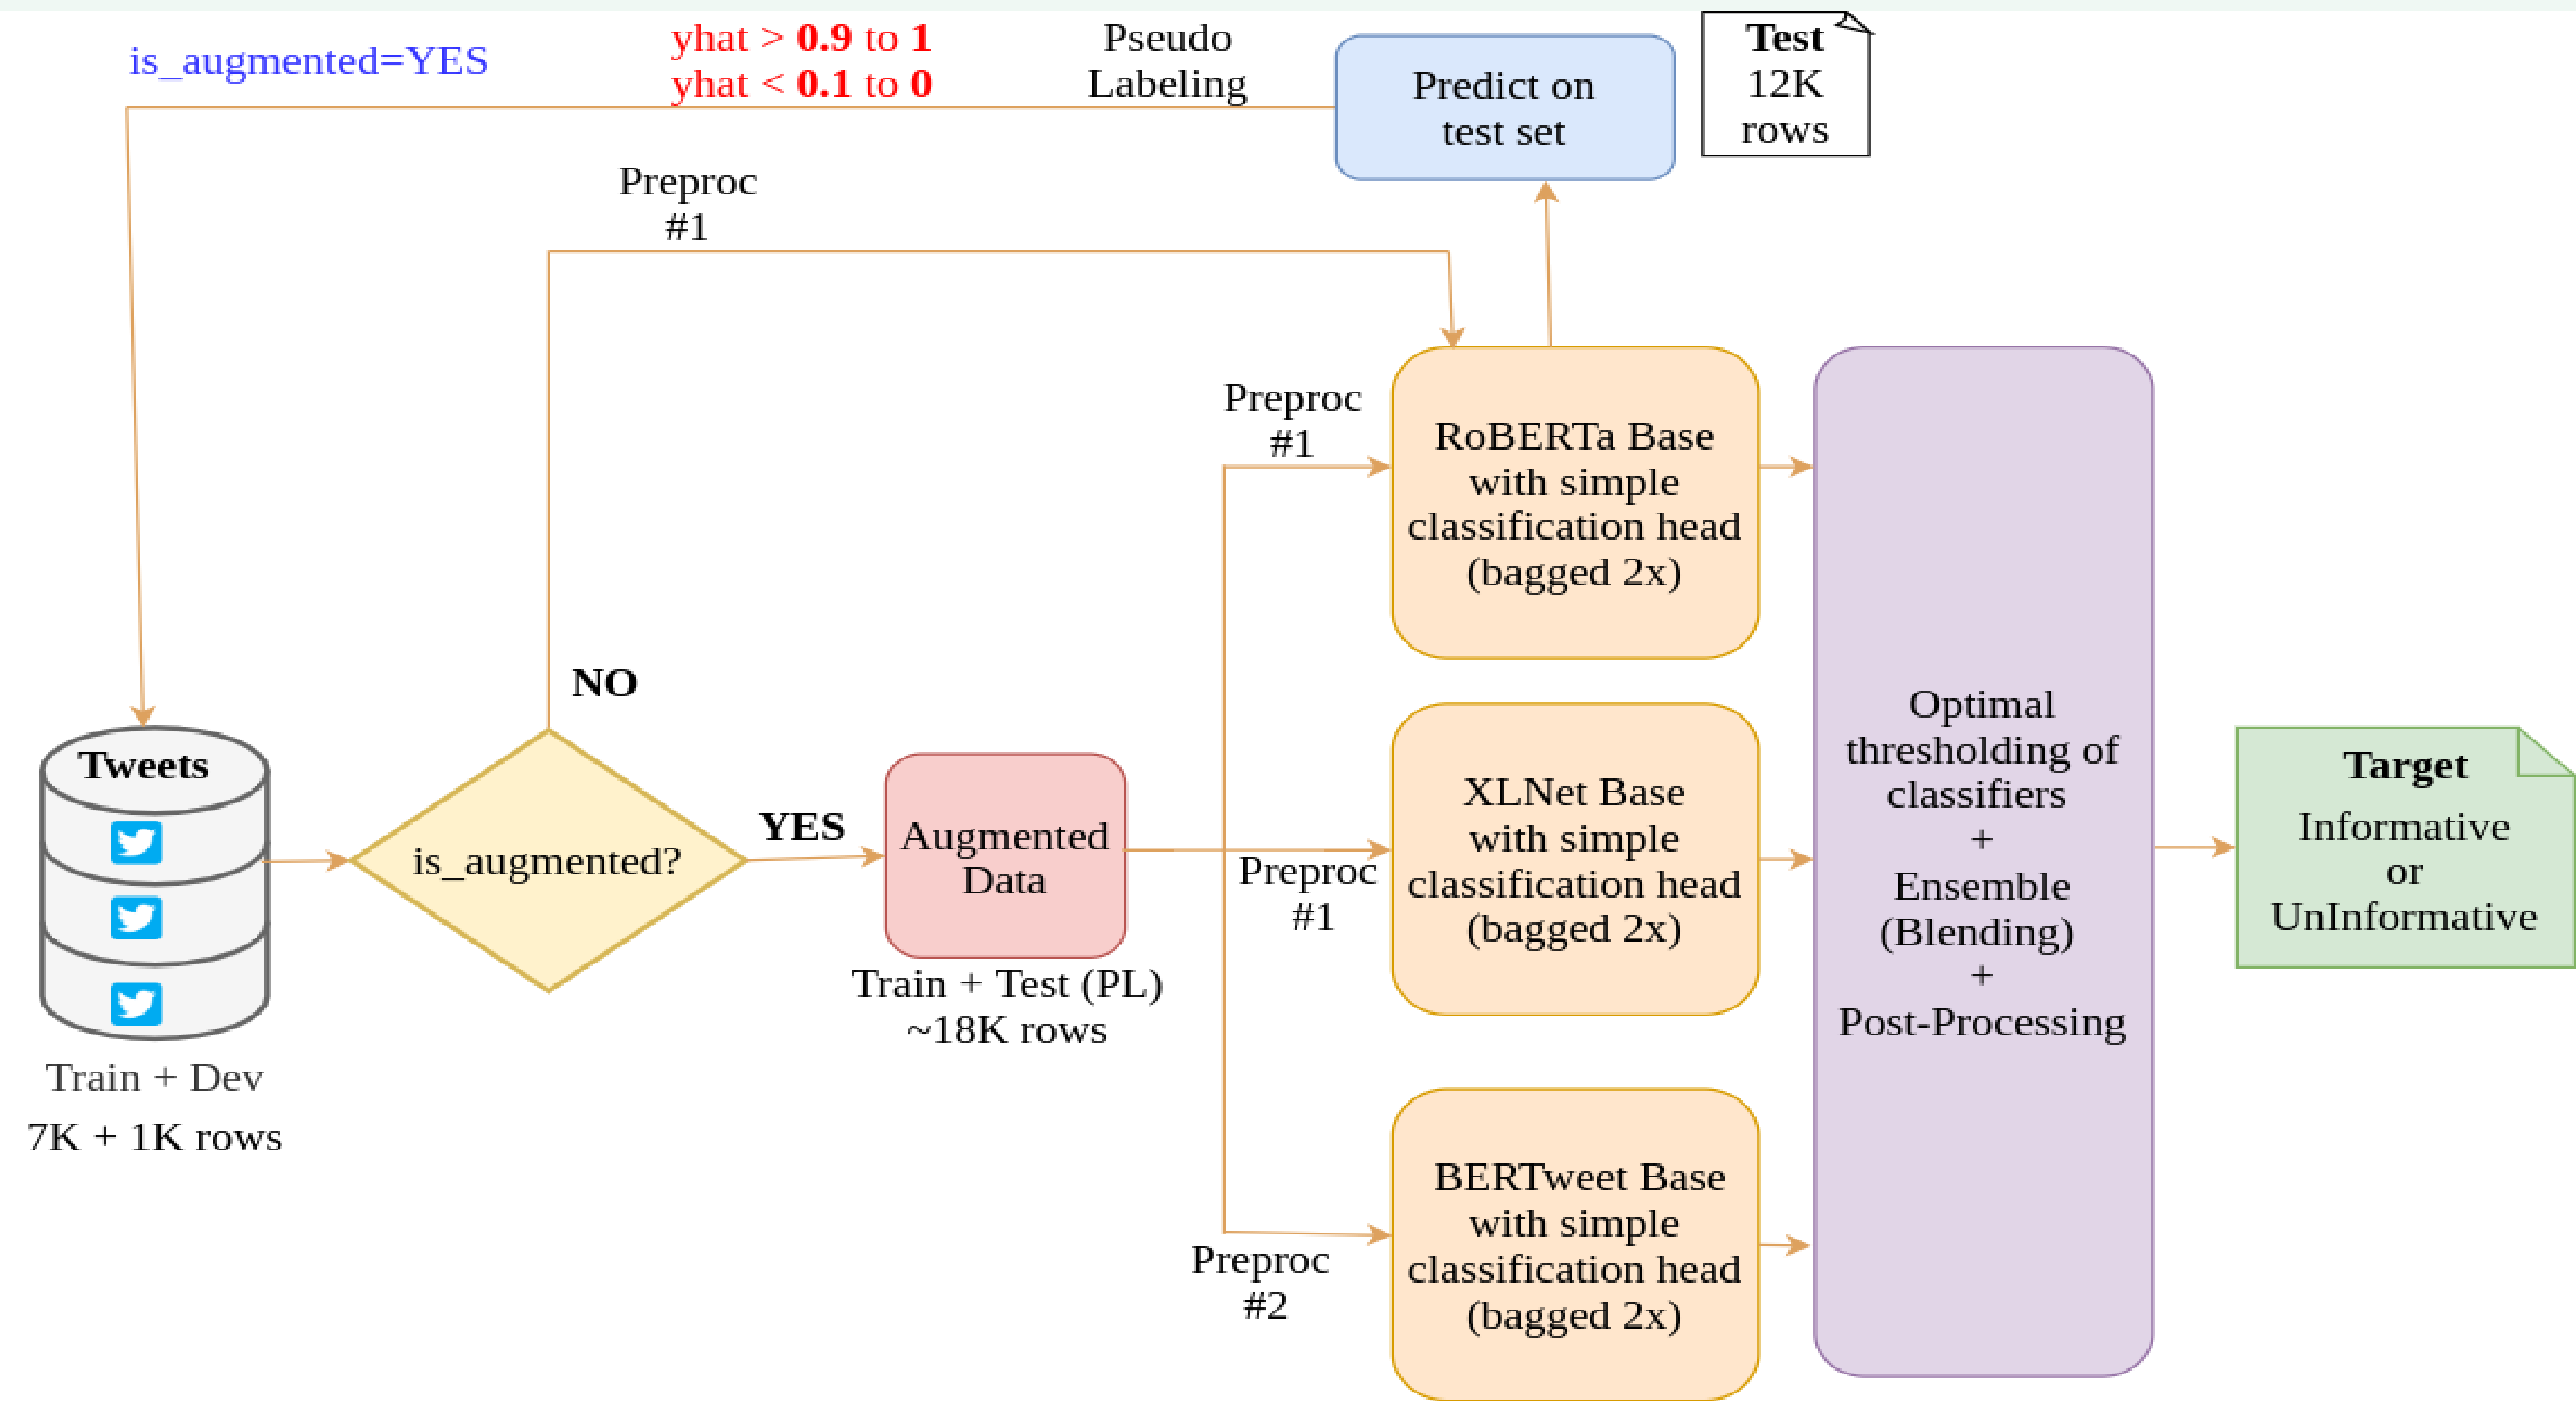 is_augmented=YES
yhat > 0.9 to 1
yhat < 0.1 to 0
Pseudo
Labeling
Predict on
test set
Test
12K
rows
Preproc
#1
NO
Tweets
Train + Dev
7K + 1K rows
is_augmented?
YES
Augmented
Data
Train + Test (PL)
~18K rows
Preproc
#1
RoBERTa Base
with simple
classification head
(bagged 2x)
Preproc
#1
XLNet Base
with simple
classification head
(bagged 2x)
Preproc
#2
BERTweet Base
with simple
classification head
(bagged 2x)
Optimal
thresholding of
classifiers
+
Ensemble
(Blending)
+
Post-Processing
Target
Informative
or
UnInformative